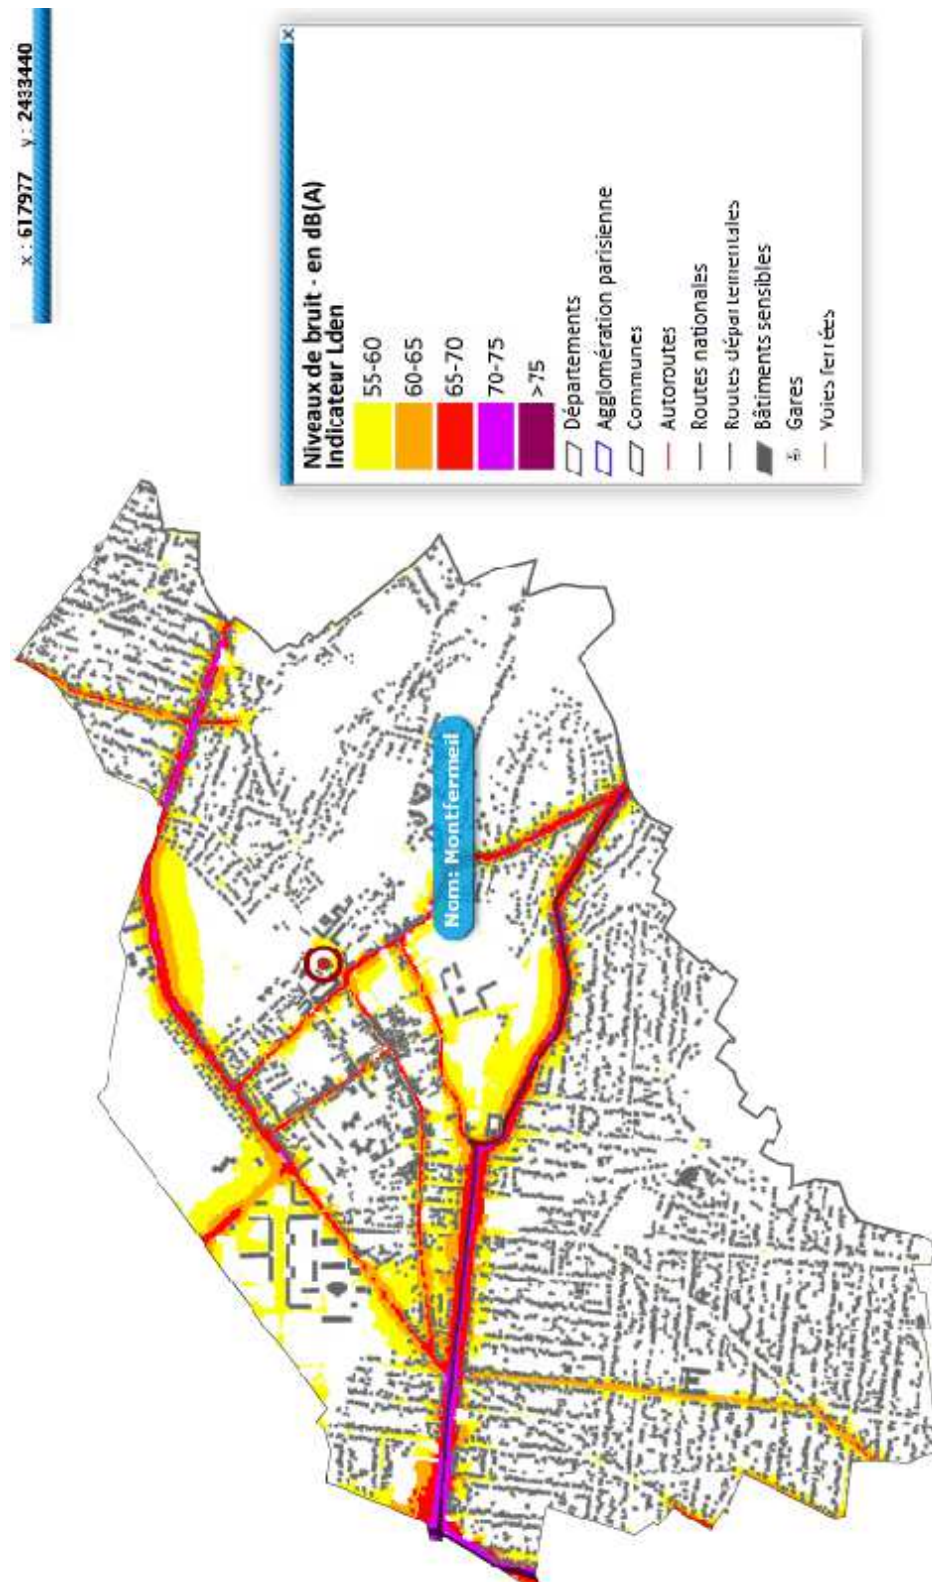 x : 617977 y : 2433440
x
Niveaux de bruit - en dB(A)
Indicateur Lden
55-60
60-65
65-70
70-75
>75
Départements
Agglomération parisienne
Communes
Autoroutes
Routes nationales
Routes départementales
Bâtiments sensibles
Gares
Voies ferrées
Nom: Montfermeil